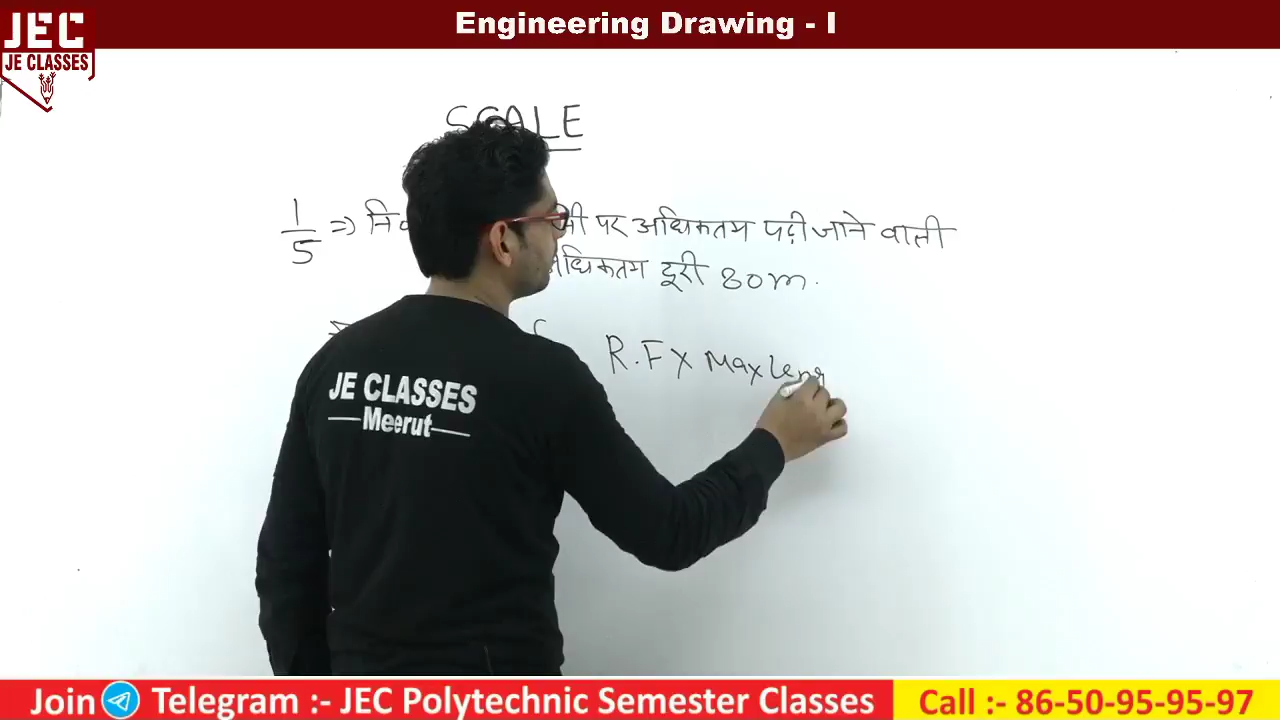 Engineering Drawing - I
JEC
JE CLASSES
SCALE
1
5 => पर अधिकतम पढ़ी जाने वाली
अधिकतम दूरी 80m.
R.F X Max Leng
JE CLASSES
Meerut
Join Telegram :- JEC Polytechnic Semester Classes
Call :- 86-50-95-95-97